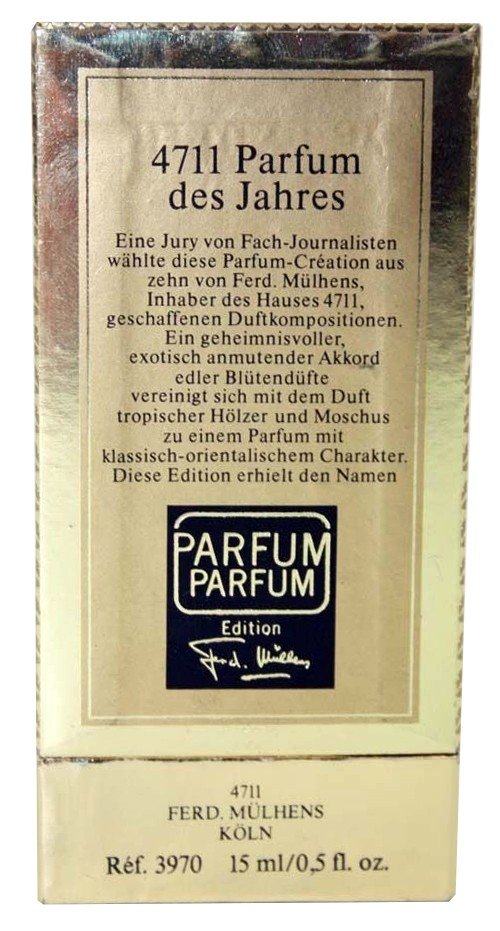 4711 Parfum
des Jahres
Eine Jury von Fach-Journalisten
wählte diese Parfum-Création aus
zehn von Ferd. Mülhens,
Inhaber des Hauses 4711,
geschaffenen Duftkompositionen.
Ein geheimnisvoller,
exotisch anmutender Akkord
edler Blütendüfte
vereinigt sich mit dem Duft
tropischer Hölzer und Moschus
zu einem Parfum mit
klassisch-orientalischem Charakter.
Diese Edition erhielt den Namen
PARFUM
PARFUM
Edition
Ferd. Mülhens
4711
FERD. MÜLHENS
KÖLN
Réf. 3970 15 ml/0,5 fl. oz.